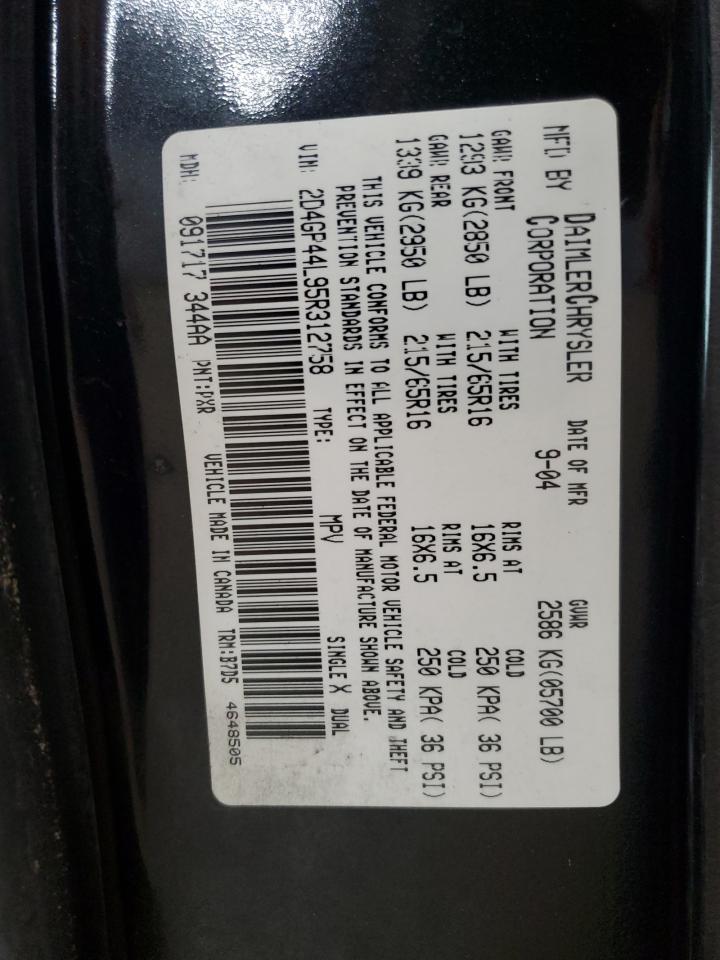 MFD BY DAIMLERCHRYSLER CORPORATION DATE OF MFR 9-04 GVWR 2586 KG(05700 LB)
GAWR FRONT WITH TIRES RIMS AT COLD
1293 KG(2850 LB) 215/65R16 16X6.5 250 KPA( 36 PSI)
GAWR REAR WITH TIRES RIMS AT COLD
1339 KG(2950 LB) 215/65R16 16X6.5 250 KPA( 36 PSI)
THIS VEHICLE CONFORMS TO ALL APPLICABLE FEDERAL MOTOR VEHICLE SAFETY AND THEFT
PREVENTION STANDARDS IN EFFECT ON THE DATE OF MANUFACTURE SHOWN ABOVE.
VIN: 2D4GP44L95R312758 TYPE: MPV SINGLE X DUAL
MDH: 091717 344AA PNT:PXR VEHICLE MADE IN CANADA TRM:B7D5 4648505